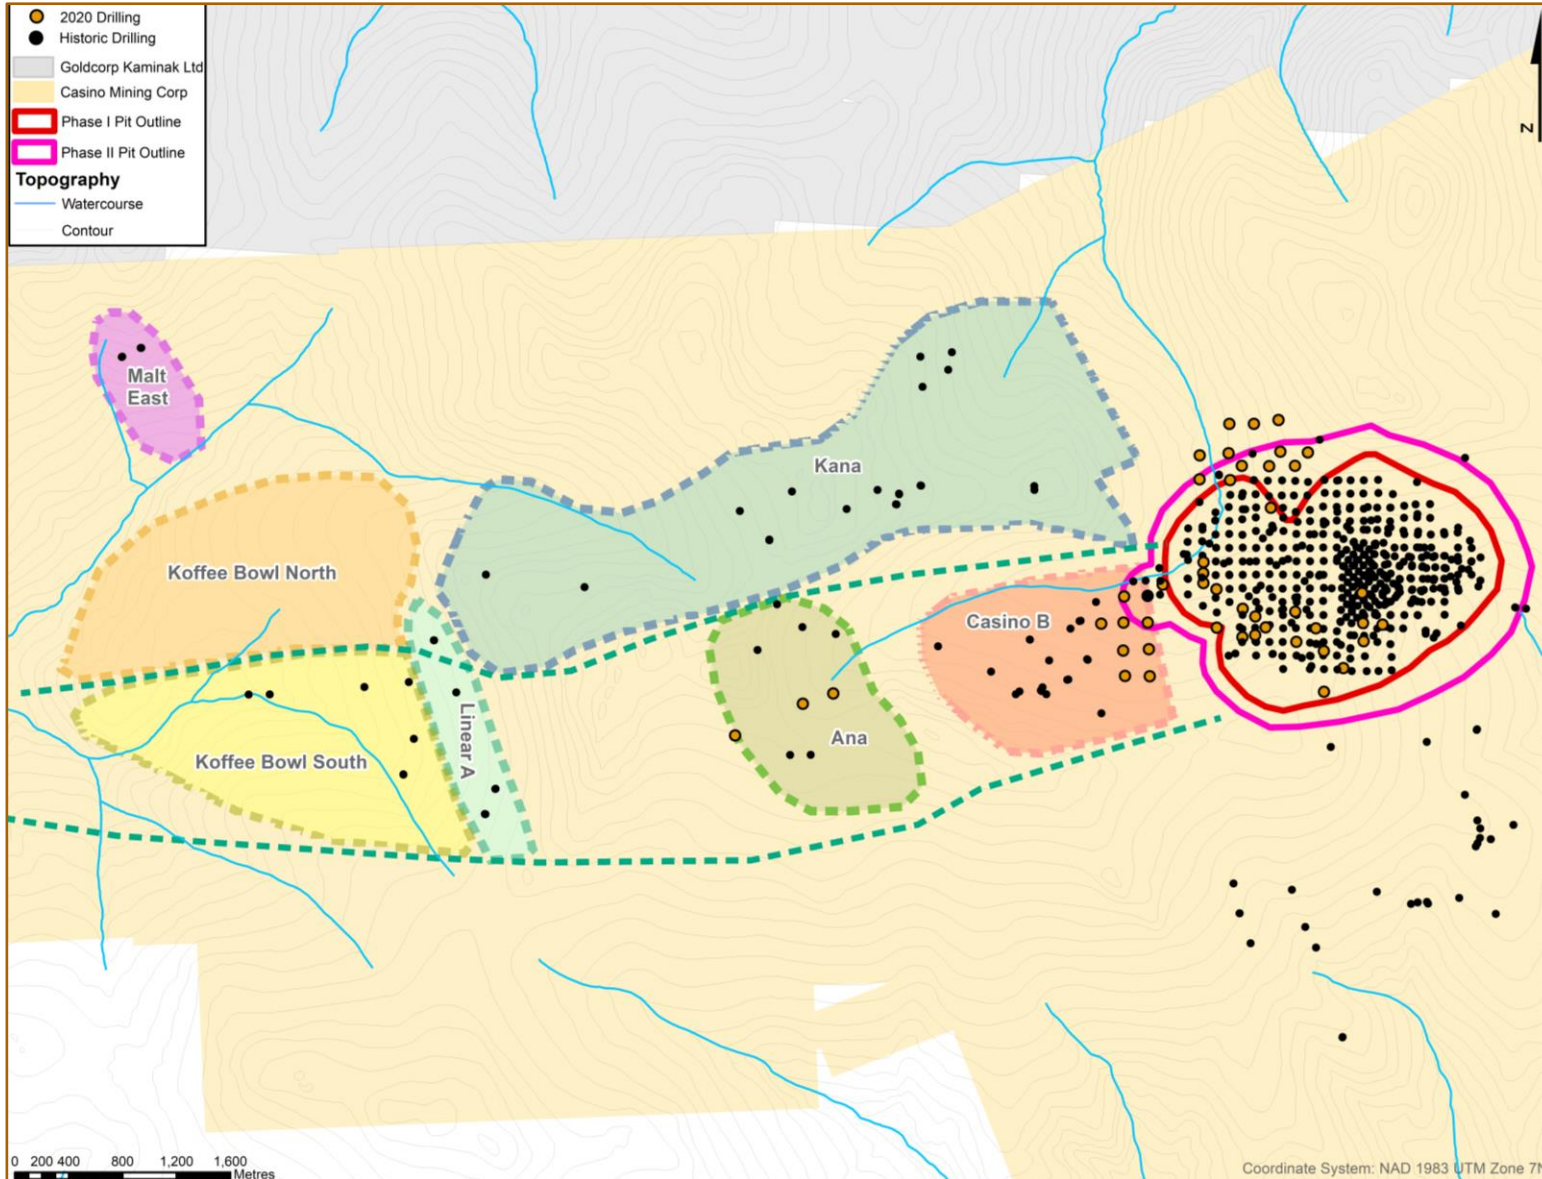 2020 Drilling
Historic Drilling
Goldcorp Kaminak Ltd
Casino Mining Corp
Phase I Pit Outline
Phase II Pit Outline
Topography
Watercourse
Contour
N
Malt
East
Kana
Koffee Bowl North
Casino B
Linear A
Ana
Koffee Bowl South
0 200 400 800 1,200 1,600
Metres
Coordinate System: NAD 1983 UTM Zone 7N